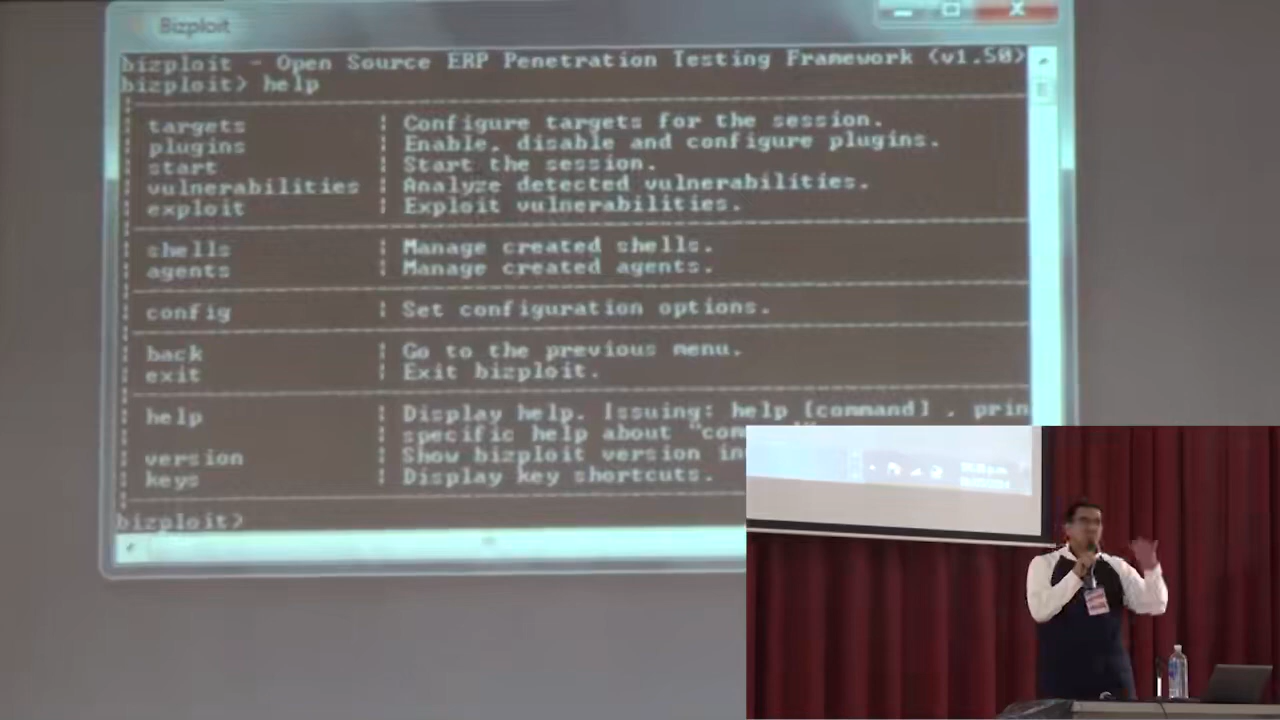 Bizploit
bizploit - Open Source ERP Penetration Testing Framework (v1.50)
bizploit> help
targets | Configure targets for the session.
plugins | Enable, disable and configure plugins.
start | Start the session.
vulnerabilities | Analyze detected vulnerabilities.
exploit | Exploit vulnerabilities.
shells | Manage created shells.
agents | Manage created agents.
config | Set configuration options.
back | Go to the previous menu.
exit | Exit bizploit.
help | Display help. Issuing: help [command] , prin
| specific help about "com
version | Show bizploit version in
keys | Display key shortcuts.
bizploit>